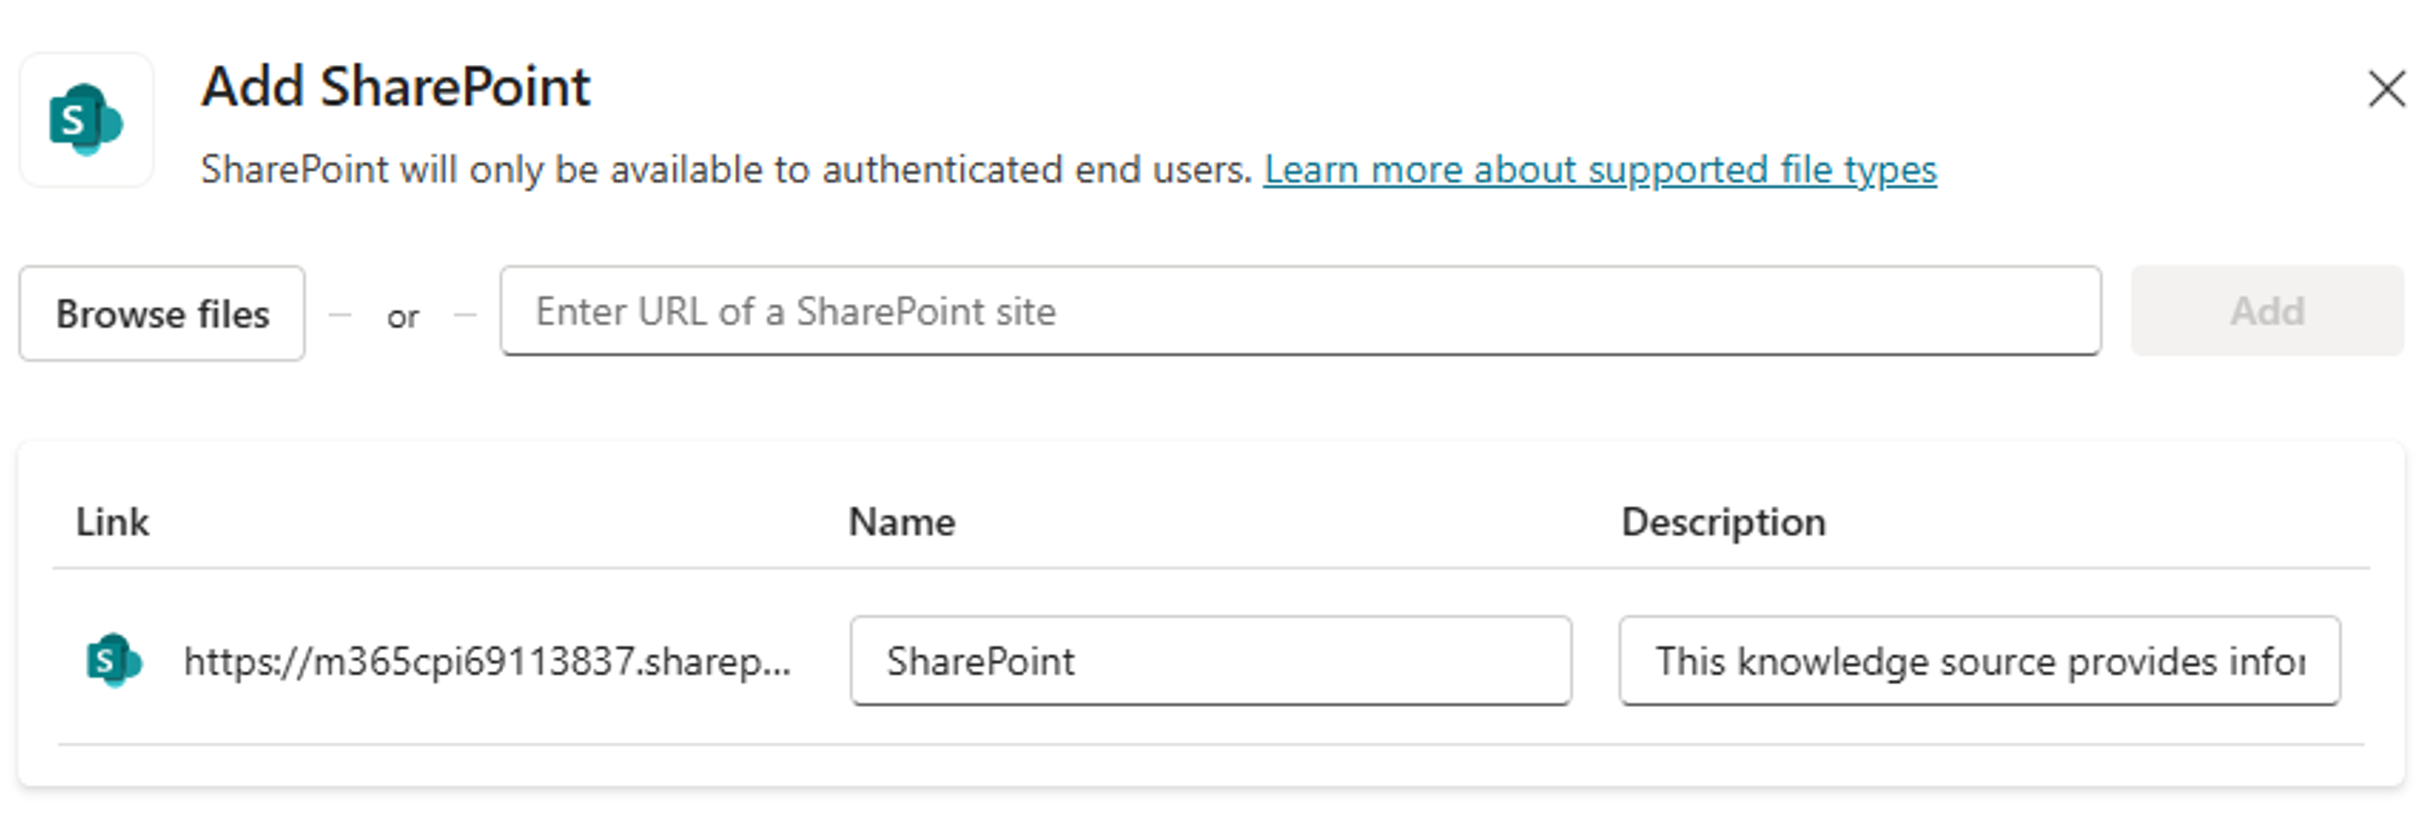 Add SharePoint
SharePoint will only be available to authenticated end users. Learn more about supported file types
Browse files – or – Enter URL of a SharePoint site Add
Link Name Description
https://m365cpi69113837.sharep... SharePoint This knowledge source provides